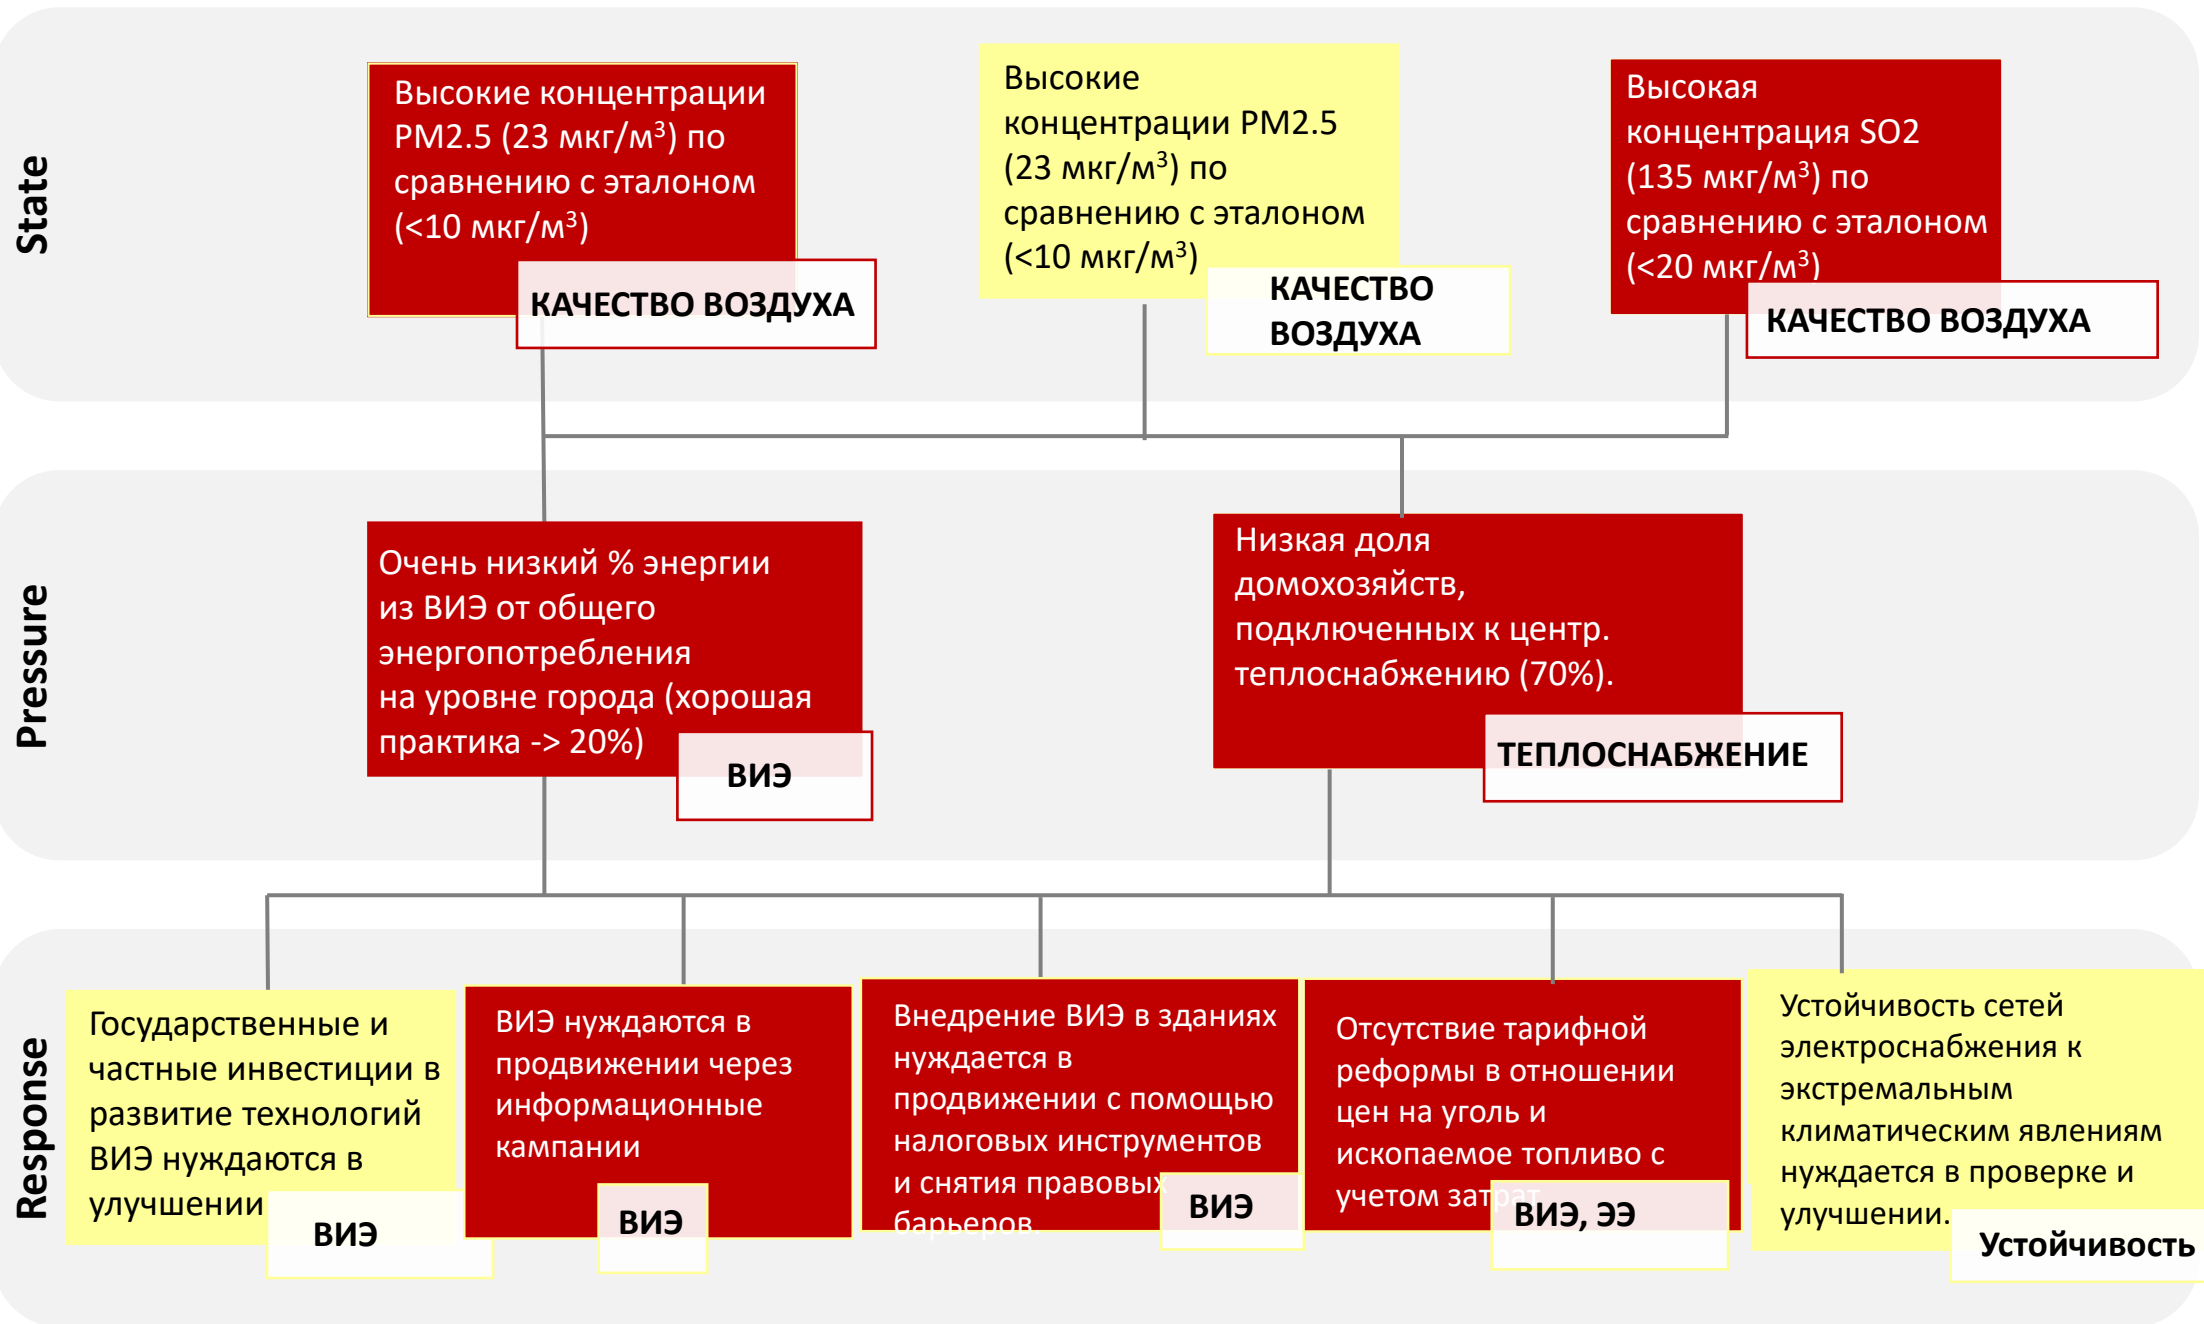 State
Высокие концентрации
PM2.5 (23 мкг/м³) по
сравнению с эталоном
(<10 мкг/м³)
КАЧЕСТВО ВОЗДУХА
Высокие
концентрации PM2.5
(23 мкг/м³) по
сравнению с эталоном
(<10 мкг/м³)
КАЧЕСТВО
ВОЗДУХА
Высокая
концентрация SO2
(135 мкг/м³) по
сравнению с эталоном
(<20 мкг/м³)
КАЧЕСТВО ВОЗДУХА
Pressure
Очень низкий % энергии
из ВИЭ от общего
энергопотребления
на уровне города (хорошая
практика -> 20%)
ВИЭ
Низкая доля
домохозяйств,
подключенных к центр.
теплоснабжению (70%).
ТЕПЛОСНАБЖЕНИЕ
Response
Государственные и
частные инвестиции в
развитие технологий
ВИЭ нуждаются в
улучшении
ВИЭ
ВИЭ нуждаются в
продвижении через
информационные
кампании
ВИЭ
Внедрение ВИЭ в зданиях
нуждается в
продвижении с помощью
налоговых инструментов
и снятия правовых
барьеров.
ВИЭ
Отсутствие тарифной
реформы в отношении
цен на уголь и
ископаемое топливо с
учетом затрат
ВИЭ, ЭЭ
Устойчивость сетей
электроснабжения к
экстремальным
климатическим явлениям
нуждается в проверке и
улучшении.
Устойчивость